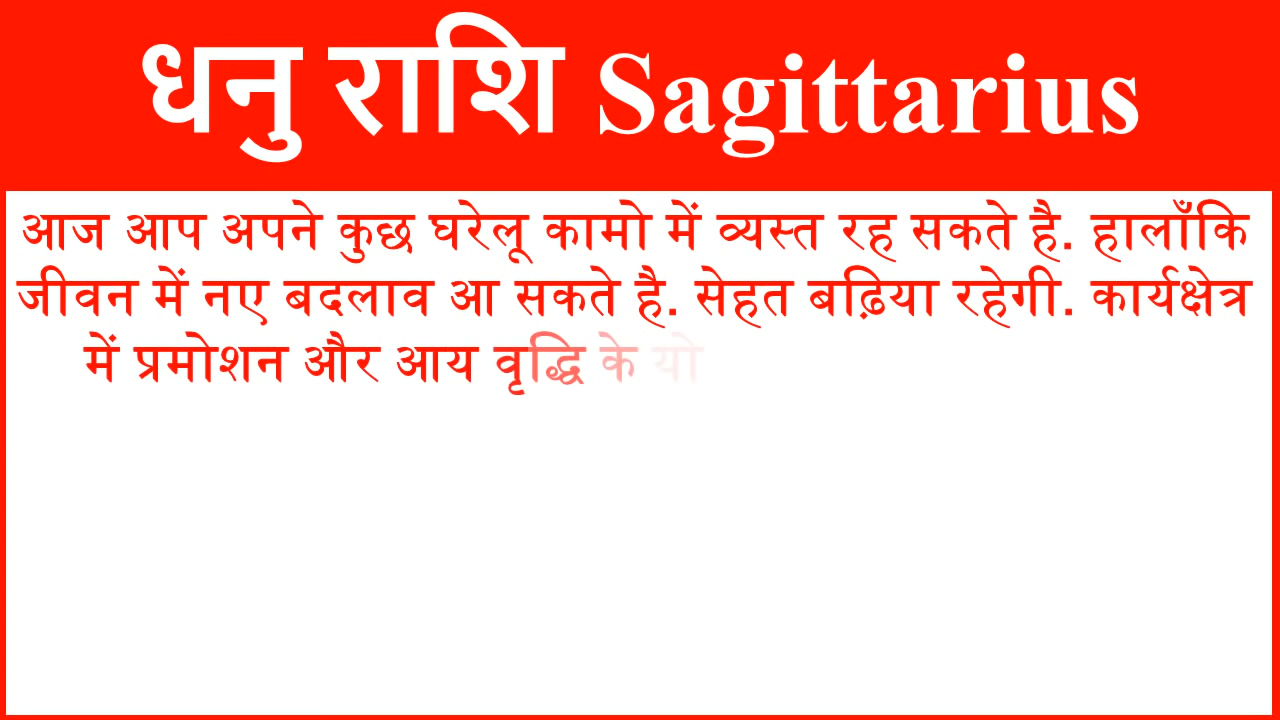 धनु राशि Sagittarius
आज आप अपने कुछ घरेलू कामो में व्यस्त रह सकते है. हालाँकि
जीवन में नए बदलाव आ सकते है. सेहत बढ़िया रहेगी. कार्यक्षेत्र
में प्रमोशन और आय वृद्धि के यो